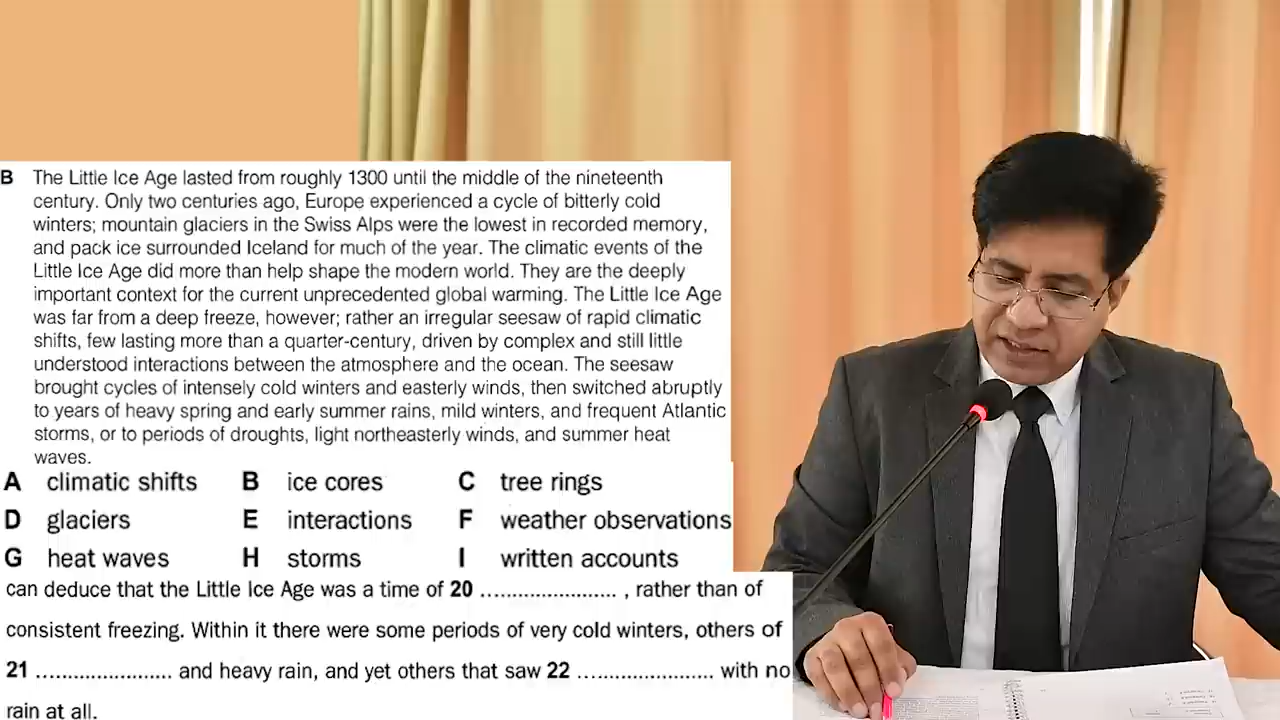 B The Little Ice Age lasted from roughly 1300 until the middle of the nineteenth
century. Only two centuries ago, Europe experienced a cycle of bitterly cold
winters; mountain glaciers in the Swiss Alps were the lowest in recorded memory,
and pack ice surrounded Iceland for much of the year. The climatic events of the
Little Ice Age did more than help shape the modern world. They are the deeply
important context for the current unprecedented global warming. The Little Ice Age
was far from a deep freeze, however; rather an irregular seesaw of rapid climatic
shifts, few lasting more than a quarter-century, driven by complex and still little
understood interactions between the atmosphere and the ocean. The seesaw
brought cycles of intensely cold winters and easterly winds, then switched abruptly
to years of heavy spring and early summer rains, mild winters, and frequent Atlantic
storms, or to periods of droughts, light northeasterly winds, and summer heat
waves.
A climatic shifts B ice cores C tree rings
D glaciers E interactions F weather observations
G heat waves H storms I written accounts
can deduce that the Little Ice Age was a time of 20 ........................ , rather than of
consistent freezing. Within it there were some periods of very cold winters, others of
21 ........................ and heavy rain, and yet others that saw 22 ........................ with no
rain at all.